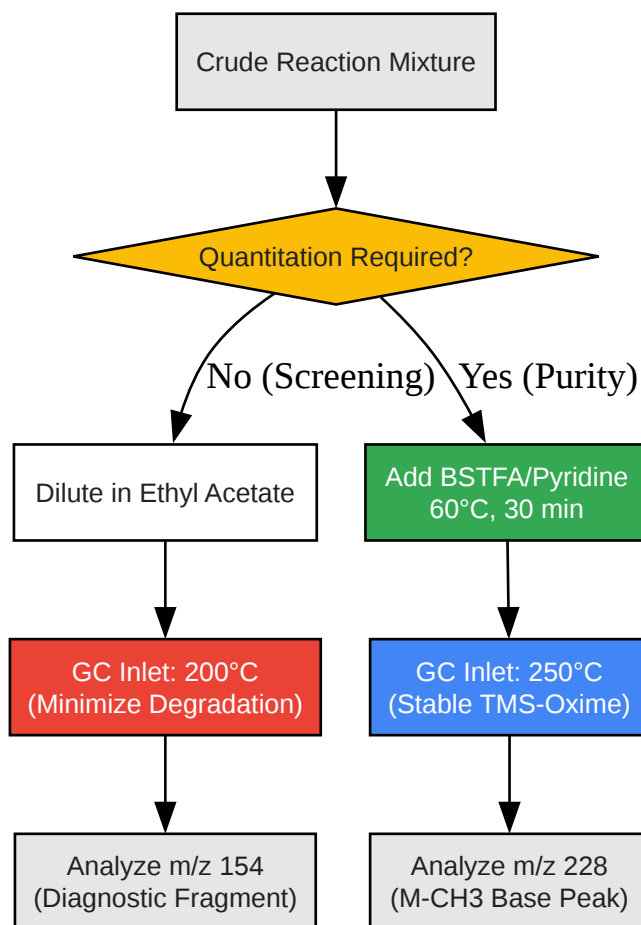 Crude Reaction Mixture
Quantitation Required?
No (Screening)
Yes (Purity)
Dilute in Ethyl Acetate
Add BSTFA/Pyridine
60°C, 30 min
GC Inlet: 200°C
(Minimize Degradation)
GC Inlet: 250°C
(Stable TMS-Oxime)
Analyze m/z 154
(Diagnostic Fragment)
Analyze m/z 228
(M-CH3 Base Peak)